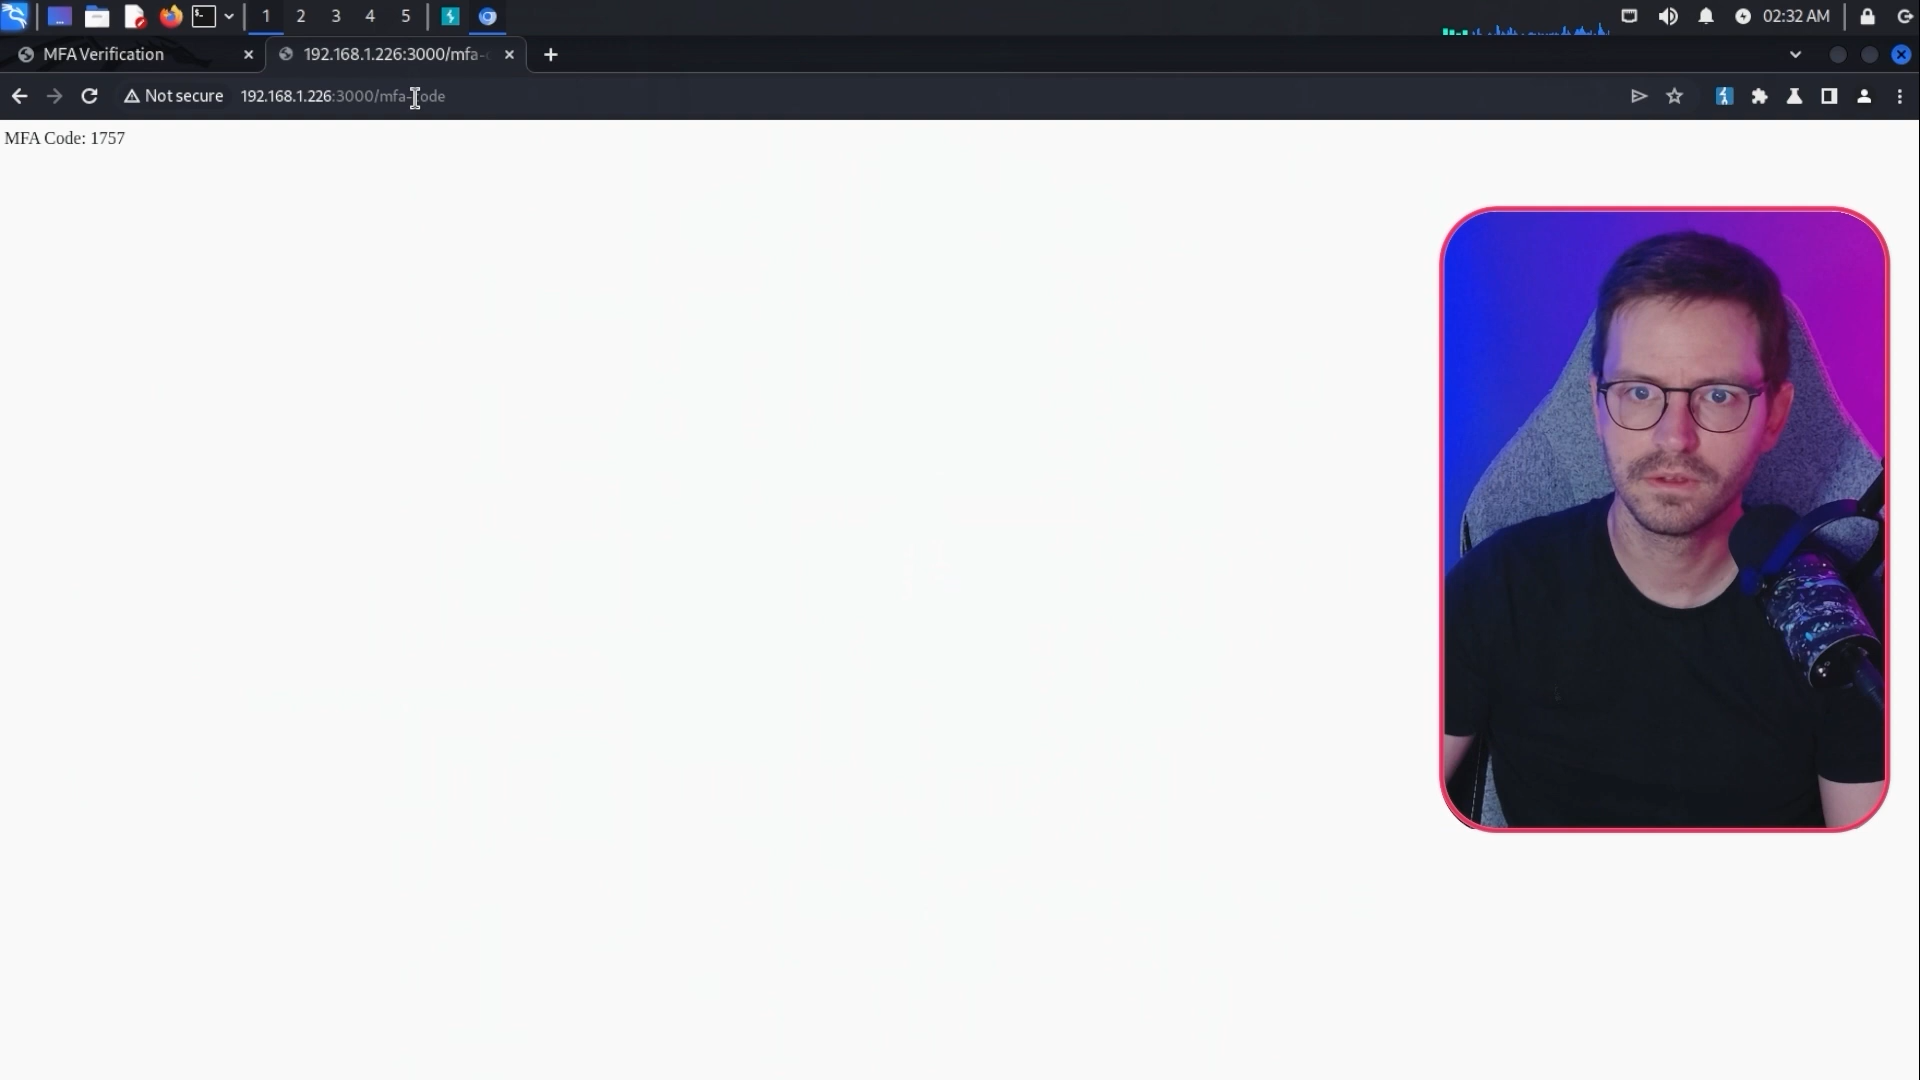 1 2 3 4 5 02:32 AM
MFA Verification 192.168.1.226:3000/mfa-
Not secure 192.168.1.226:3000/mfa-code
MFA Code: 1757